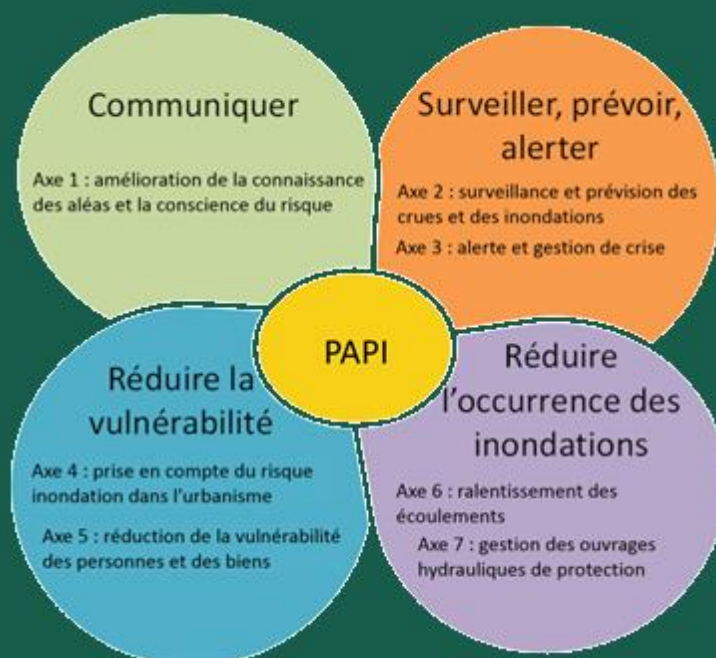 Communiquer
Axe 1 : amélioration de la connaissance
des aléas et la conscience du risque
Surveiller, prévoir,
alerter
Axe 2 : surveillance et prévision des
crues et des inondations
Axe 3 : alerte et gestion de crise
PAPI
Réduire la
vulnérabilité
Axe 4 : prise en compte du risque
inondation dans l'urbanisme
Axe 5 : réduction de la vulnérabilité
des personnes et des biens
Réduire
l'occurrence des
inondations
Axe 6 : ralentissement des
écoulements
Axe 7 : gestion des ouvrages
hydrauliques de protection